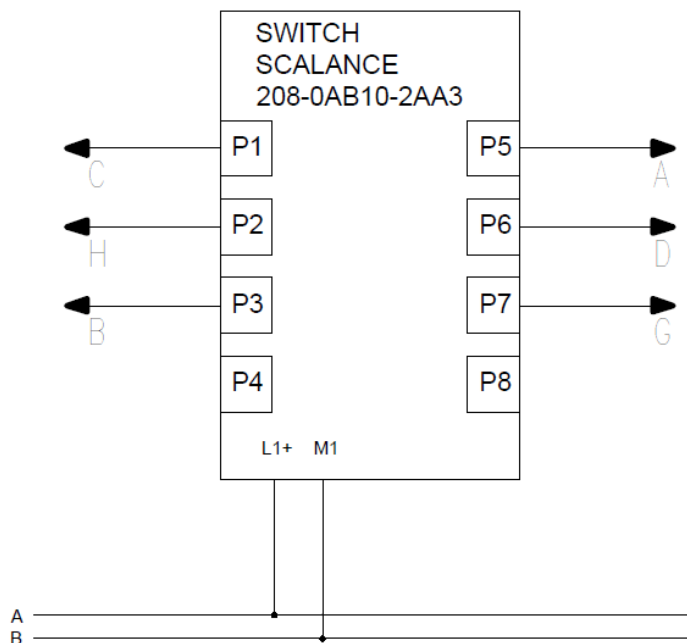 SWITCH
SCALANCE
208-0AB10-2AA3
P1
P5
C
A
P2
P6
H
D
P3
P7
B
G
P4
P8
L1+ M1
A
B